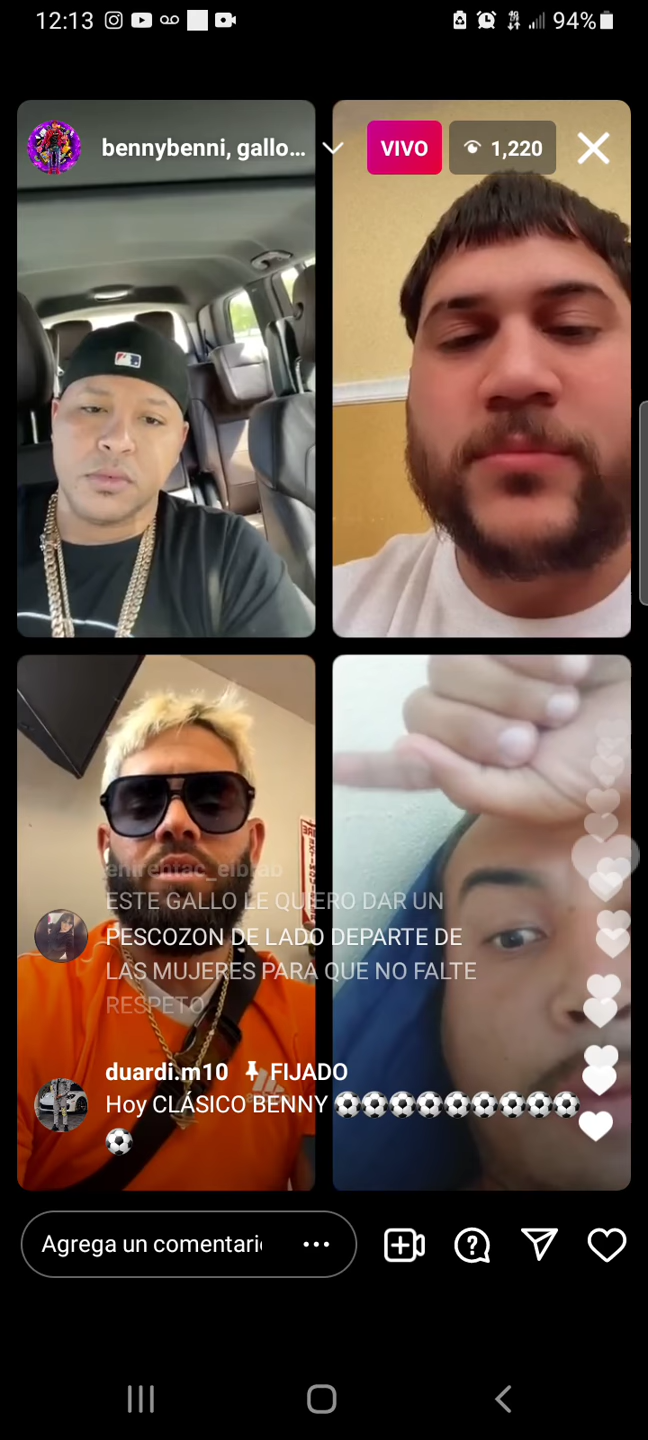 12:13
94%
bennybenni, gallo...
VIVO
1,220
enfrentac_elbrab
ESTE GALLO LE QUIERO DAR UN
PESCOZON DE LADO DEPARTE DE
LAS MUJERES PARA QUE NO FALTE
RESPETO
duardi.m10 FIJADO
Hoy CLÁSICO BENNY ⚽⚽⚽⚽⚽⚽⚽⚽⚽
⚽
Agrega un comentari